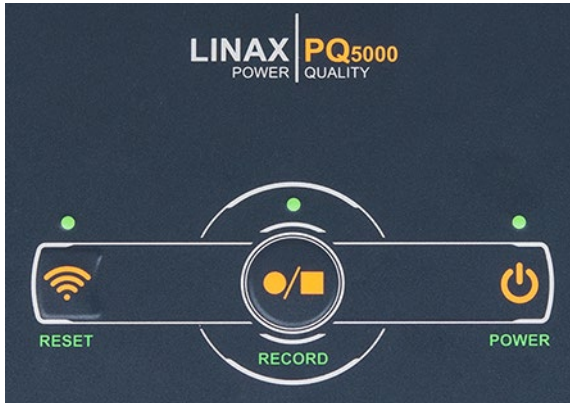 LINAX PQ5000
POWER QUALITY
RESET
RECORD
POWER